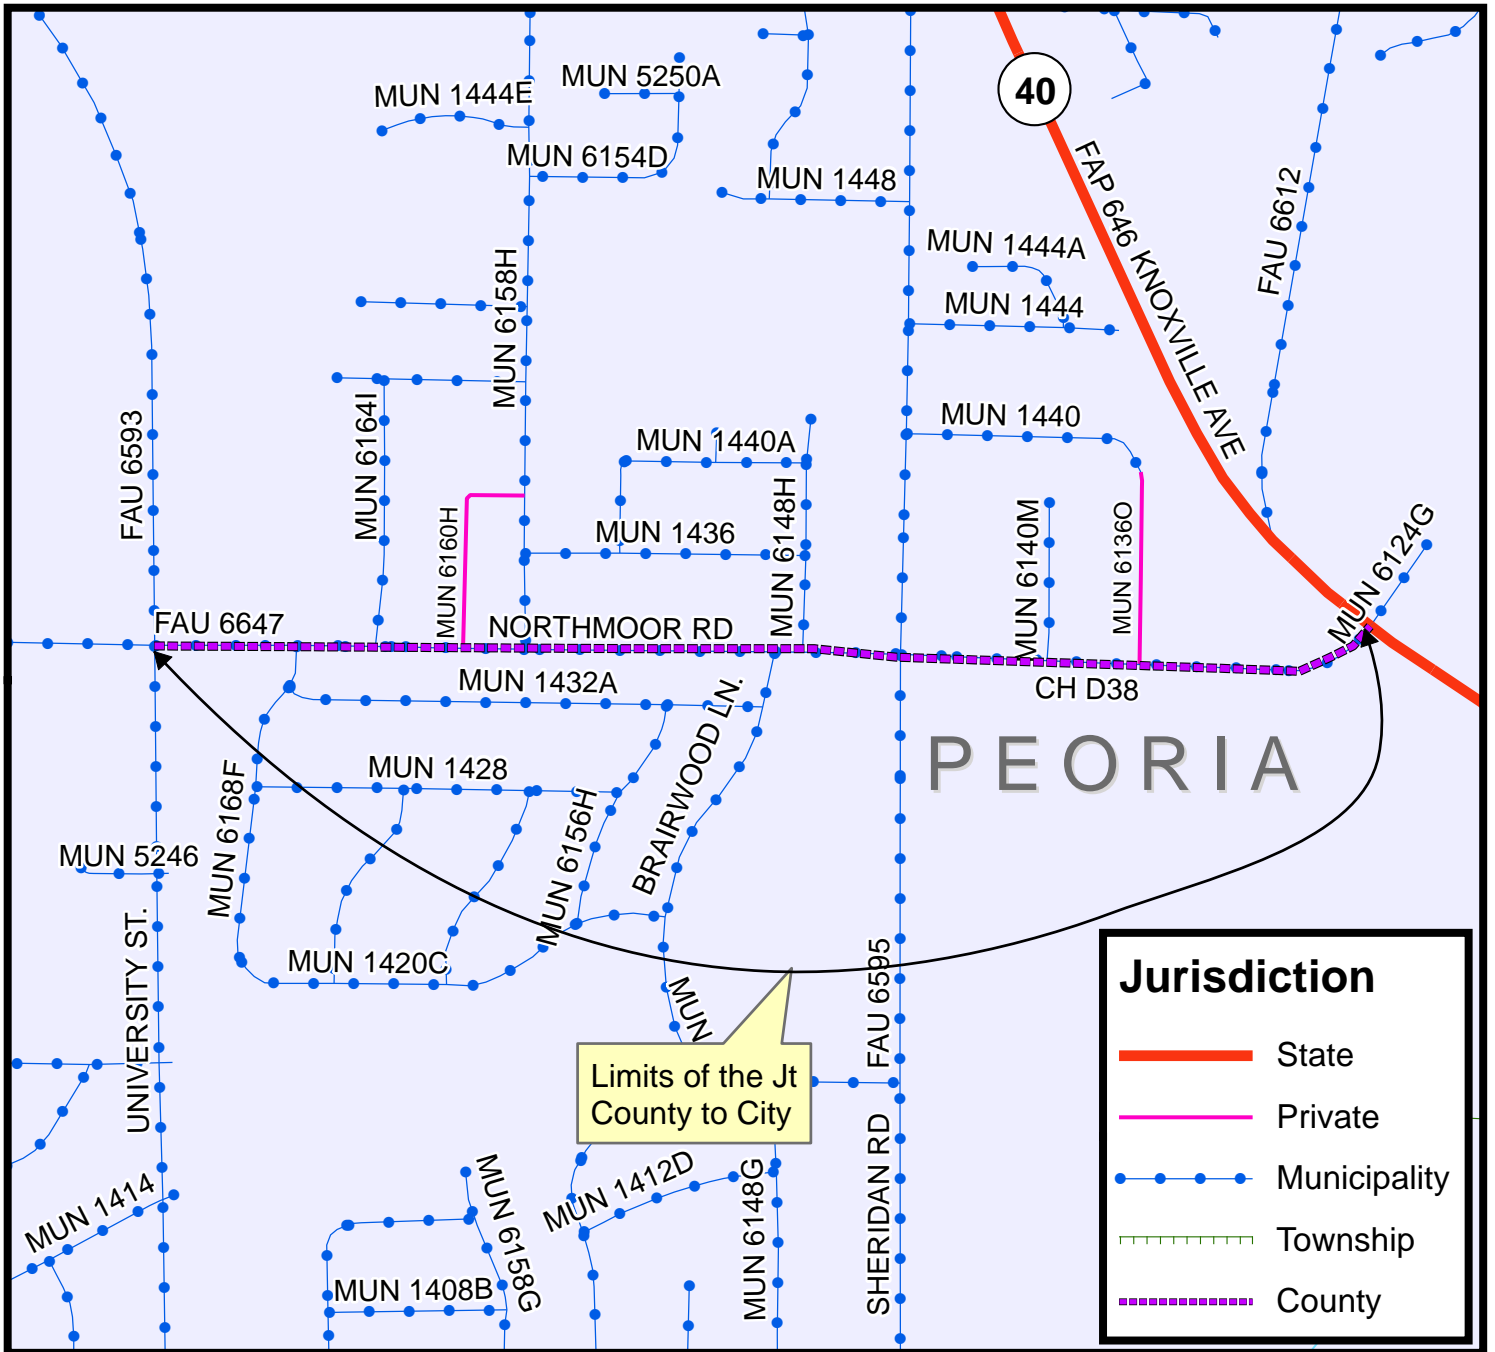 MUN 5250A
MUN 1444E
40
MUN 6154D
MUN 1448
FAP 646 KNOXVILLE AVE
FAU 6612
MUN 1444A
MUN 6158H
MUN 1444
MUN 6164I
FAU 6593
MUN 1440A
MUN 1440
MUN 6160H
MUN 1436
MUN 6148H
MUN 6140M
MUN 6136O
MUN 6124G
FAU 6647
NORTHMOOR RD
MUN 1432A
CH D38
BRAIRWOOD LN.
PEORIA
MUN 1428
MUN 6168F
MUN 6156H
MUN 5246
UNIVERSITY ST.
MUN 1420C
MUN
FAU 6595
Limits of the Jt
County to City
SHERIDAN RD
MUN 1414
MUN 6158G
MUN 1412D
MUN 6148G
MUN 1408B
Jurisdiction
State
Private
Municipality
Township
County